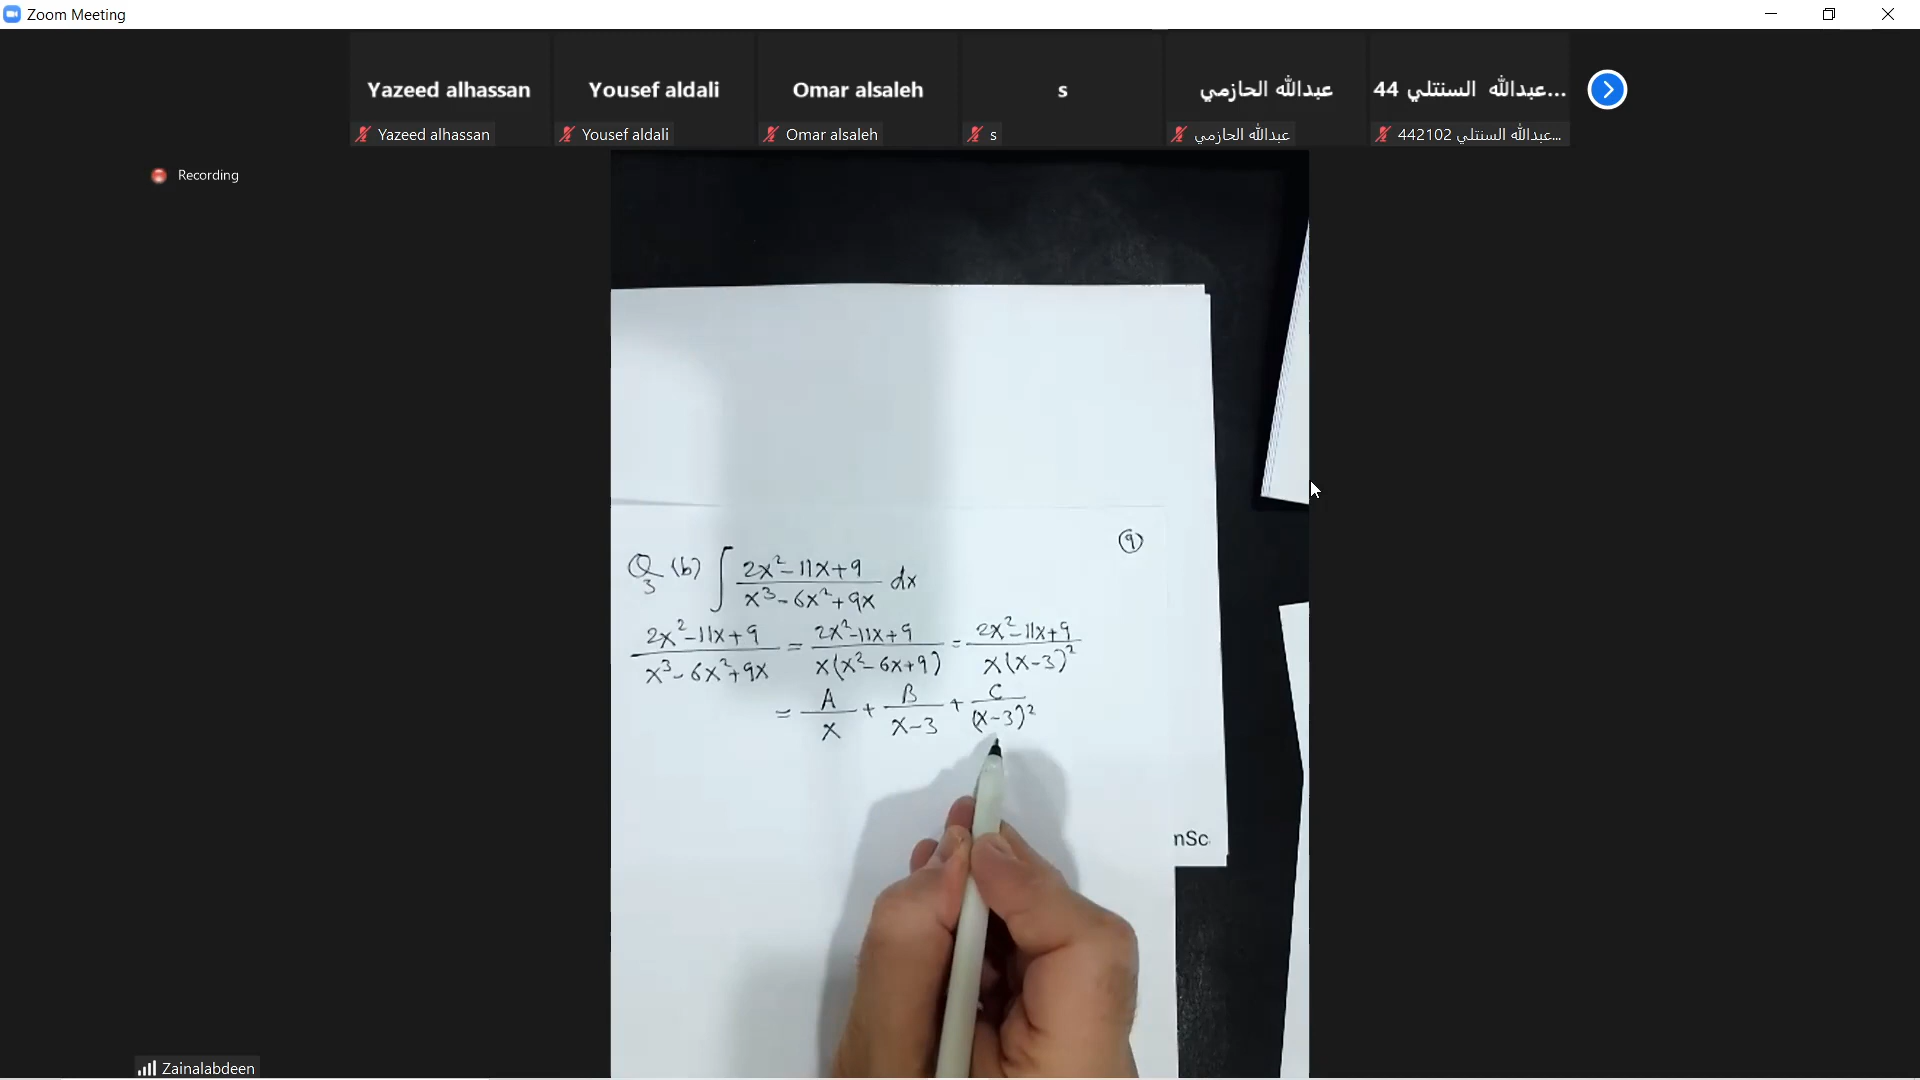 Zoom Meeting
Yazeed alhassan
Yousef aldali
Omar alsaleh
s
عبدالله الحازمي
عبدالله السنتلي 44...
Yazeed alhassan
Yousef aldali
Omar alsaleh
s
عبدالله الحازمي
عبدالله السنتلي 442102...
Recording
9
Q3 (b) ∫ (2x²-11x+9)/(x³-6x²+9x) dx
(2x²-11x+9)/(x³-6x²+9x) = (2x²-11x+9)/(x(x²-6x+9)) = (2x²-11x+9)/(x(x-3)²)
= A/x + B/(x-3) + C/(x-3)²
nSc
Zainalabdeen